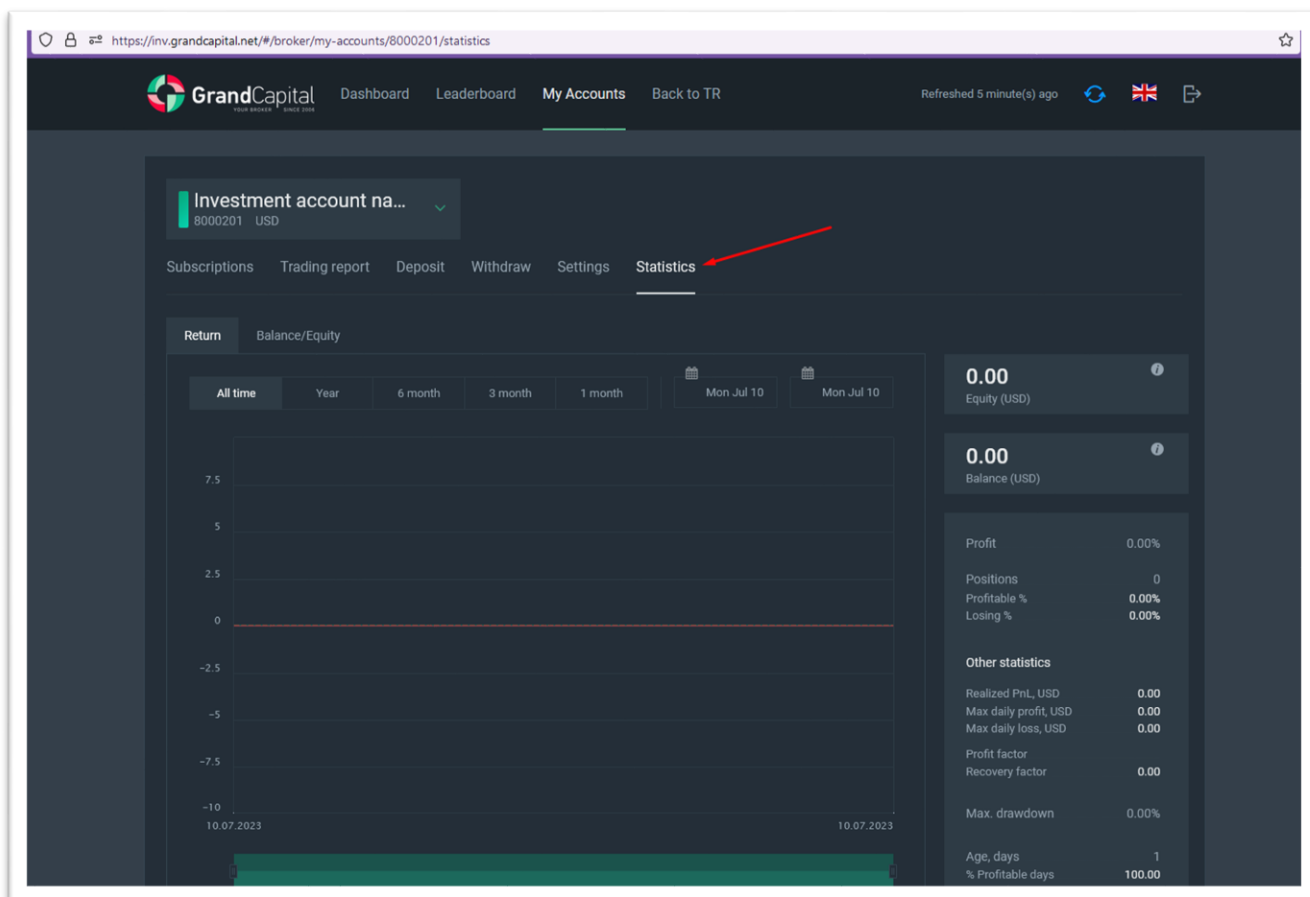 https://inv.grandcapital.net/#/broker/my-accounts/8000201/statistics
GrandCapital Dashboard Leaderboard My Accounts Back to TR Refreshed 5 minute(s) ago
YOUR BROKER SINCE 2006
Investment account na...
8000201 USD
Subscriptions Trading report Deposit Withdraw Settings Statistics
Return Balance/Equity
All time Year 6 month 3 month 1 month Mon Jul 10 Mon Jul 10
7.5
5
2.5
0
−2.5
−5
−7.5
−10
10.07.2023 10.07.2023
0.00
Equity (USD)
0.00
Balance (USD)
Profit 0.00%
Positions 0
Profitable % 0.00%
Losing % 0.00%
Other statistics
Realized PnL, USD 0.00
Max daily profit, USD 0.00
Max daily loss, USD 0.00
Profit factor
Recovery factor 0.00
Max. drawdown 0.00%
Age, days 1
% Profitable days 100.00